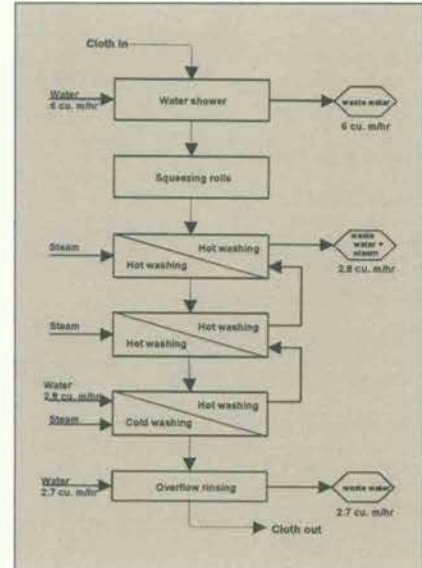 Cloth in
Water
6 cu. m/hr
Water shower
waste water
6 cu. m/hr
Squeezing rolls
Steam
Hot washing
Hot washing
waste
water +
steam
2.8 cu. m/hr
Steam
Hot washing
Hot washing
Water
2.8 cu. m/hr
Steam
Hot washing
Cold washing
Water
2.7 cu. m/hr
Overflow rinsing
waste water
2.7 cu. m/hr
Cloth out